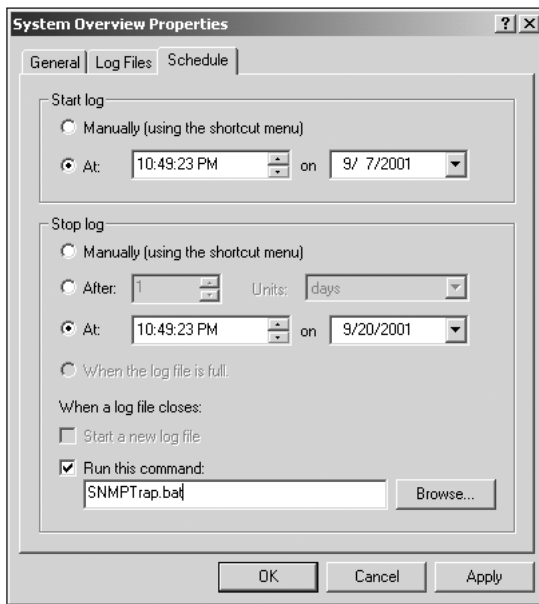 System Overview Properties
General Log Files Schedule
Start log
Manually (using the shortcut menu)
At: 10:49:23 PM on 9/ 7/2001
Stop log
Manually (using the shortcut menu)
After: 1 Units: days
At: 10:49:23 PM on 9/20/2001
When the log file is full.
When a log file closes:
Start a new log file
Run this command:
SNMPTrap.bat Browse...
OK Cancel Apply